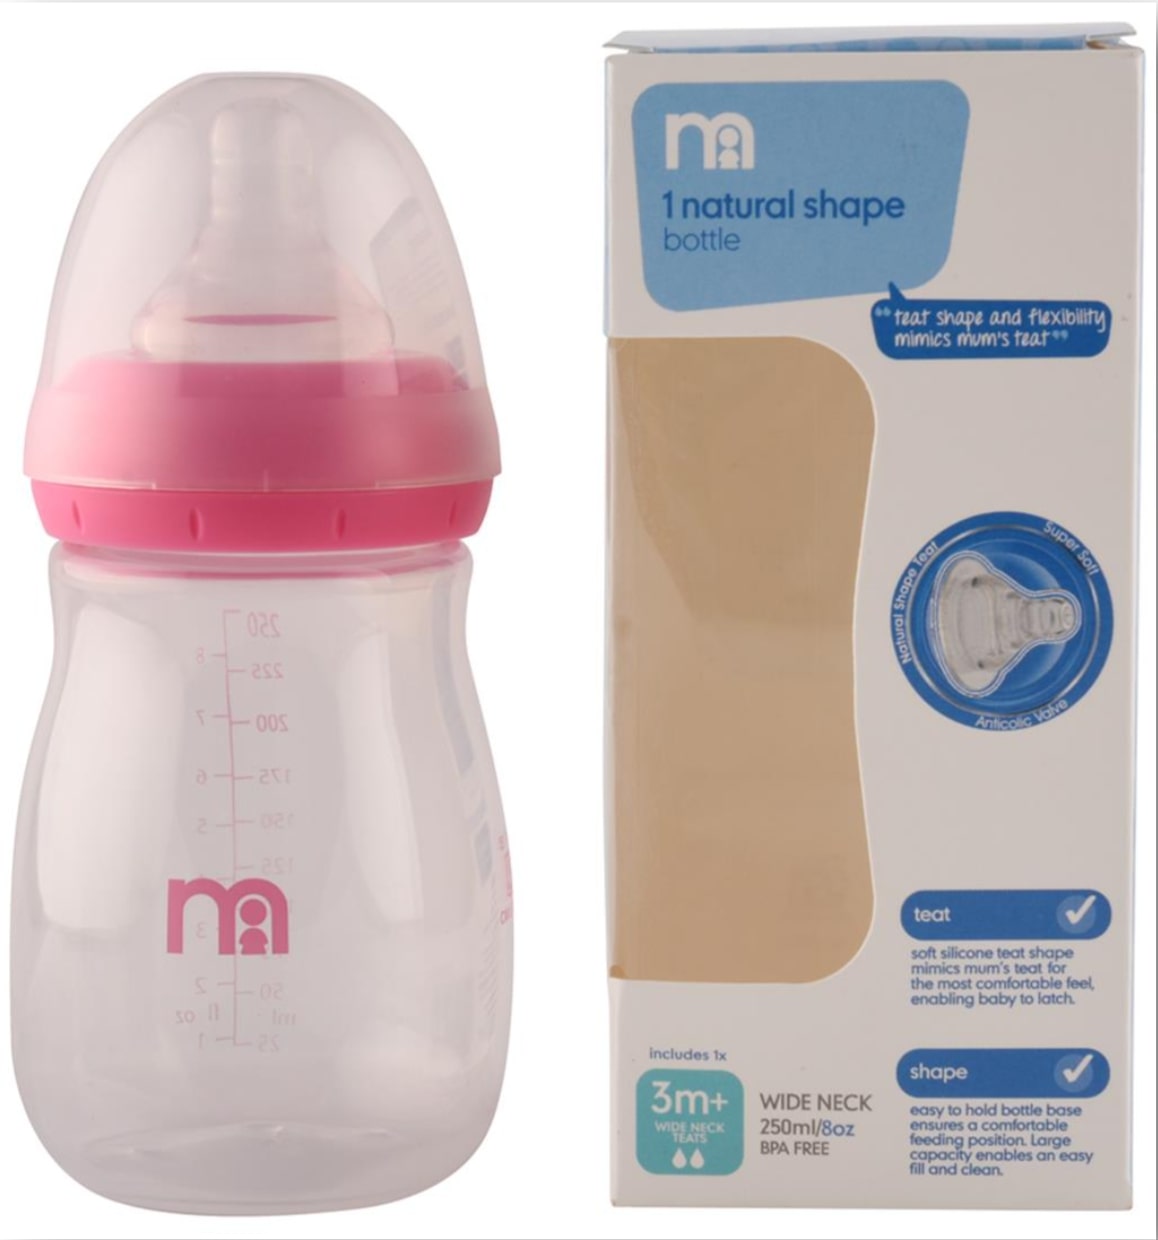 250
8
225
7
200
6
175
5
150
125
m
3
2
50
fl oz
ml
1
25
m
1 natural shape
bottle
"teat shape and flexibility
mimics mum's teat"
Natural Shape Teat
Super Soft
Anticolic Valve
teat
soft silicone teat shape
mimics mum's teat for
the most comfortable feel,
enabling baby to latch.
shape
easy to hold bottle base
ensures a comfortable
feeding position. Large
capacity enables an easy
fill and clean.
includes 1x
3m+
WIDE NECK
TEATS
WIDE NECK
250ml/8oz
BPA FREE